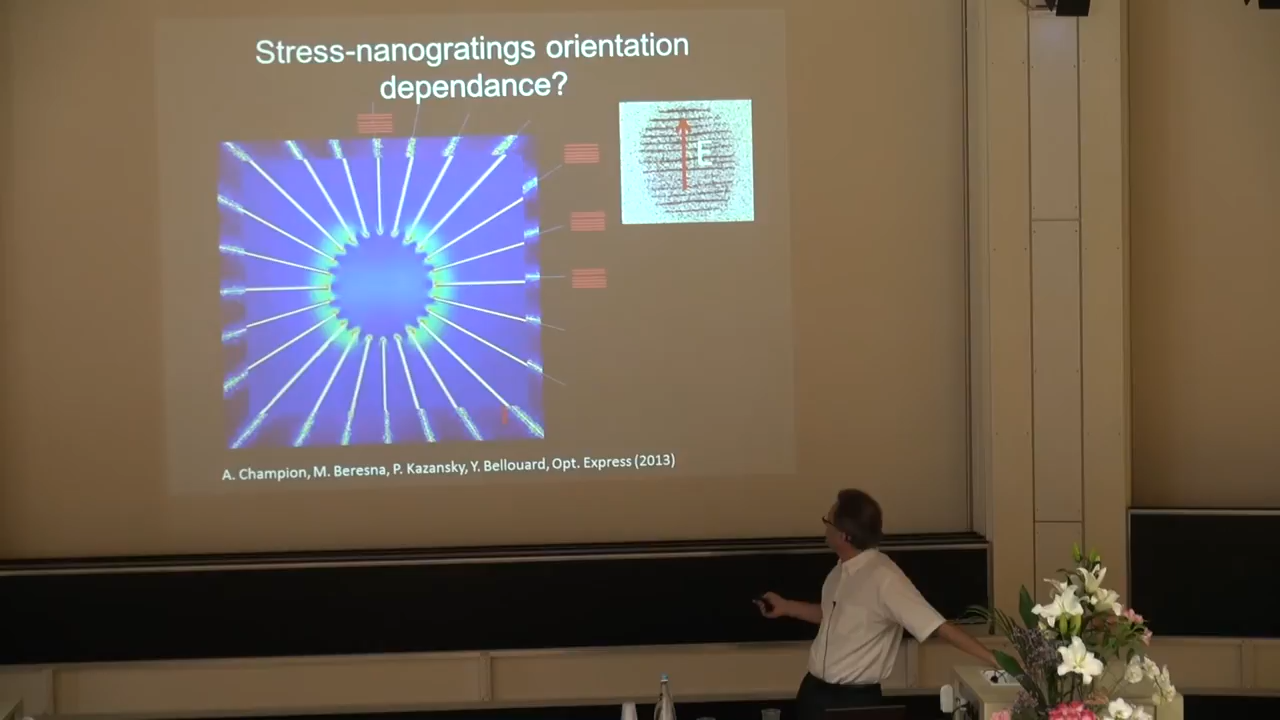 Stress-nanogratings orientation
dependance?
E
A. Champion, M. Beresna, P. Kazansky, Y. Bellouard, Opt. Express (2013)